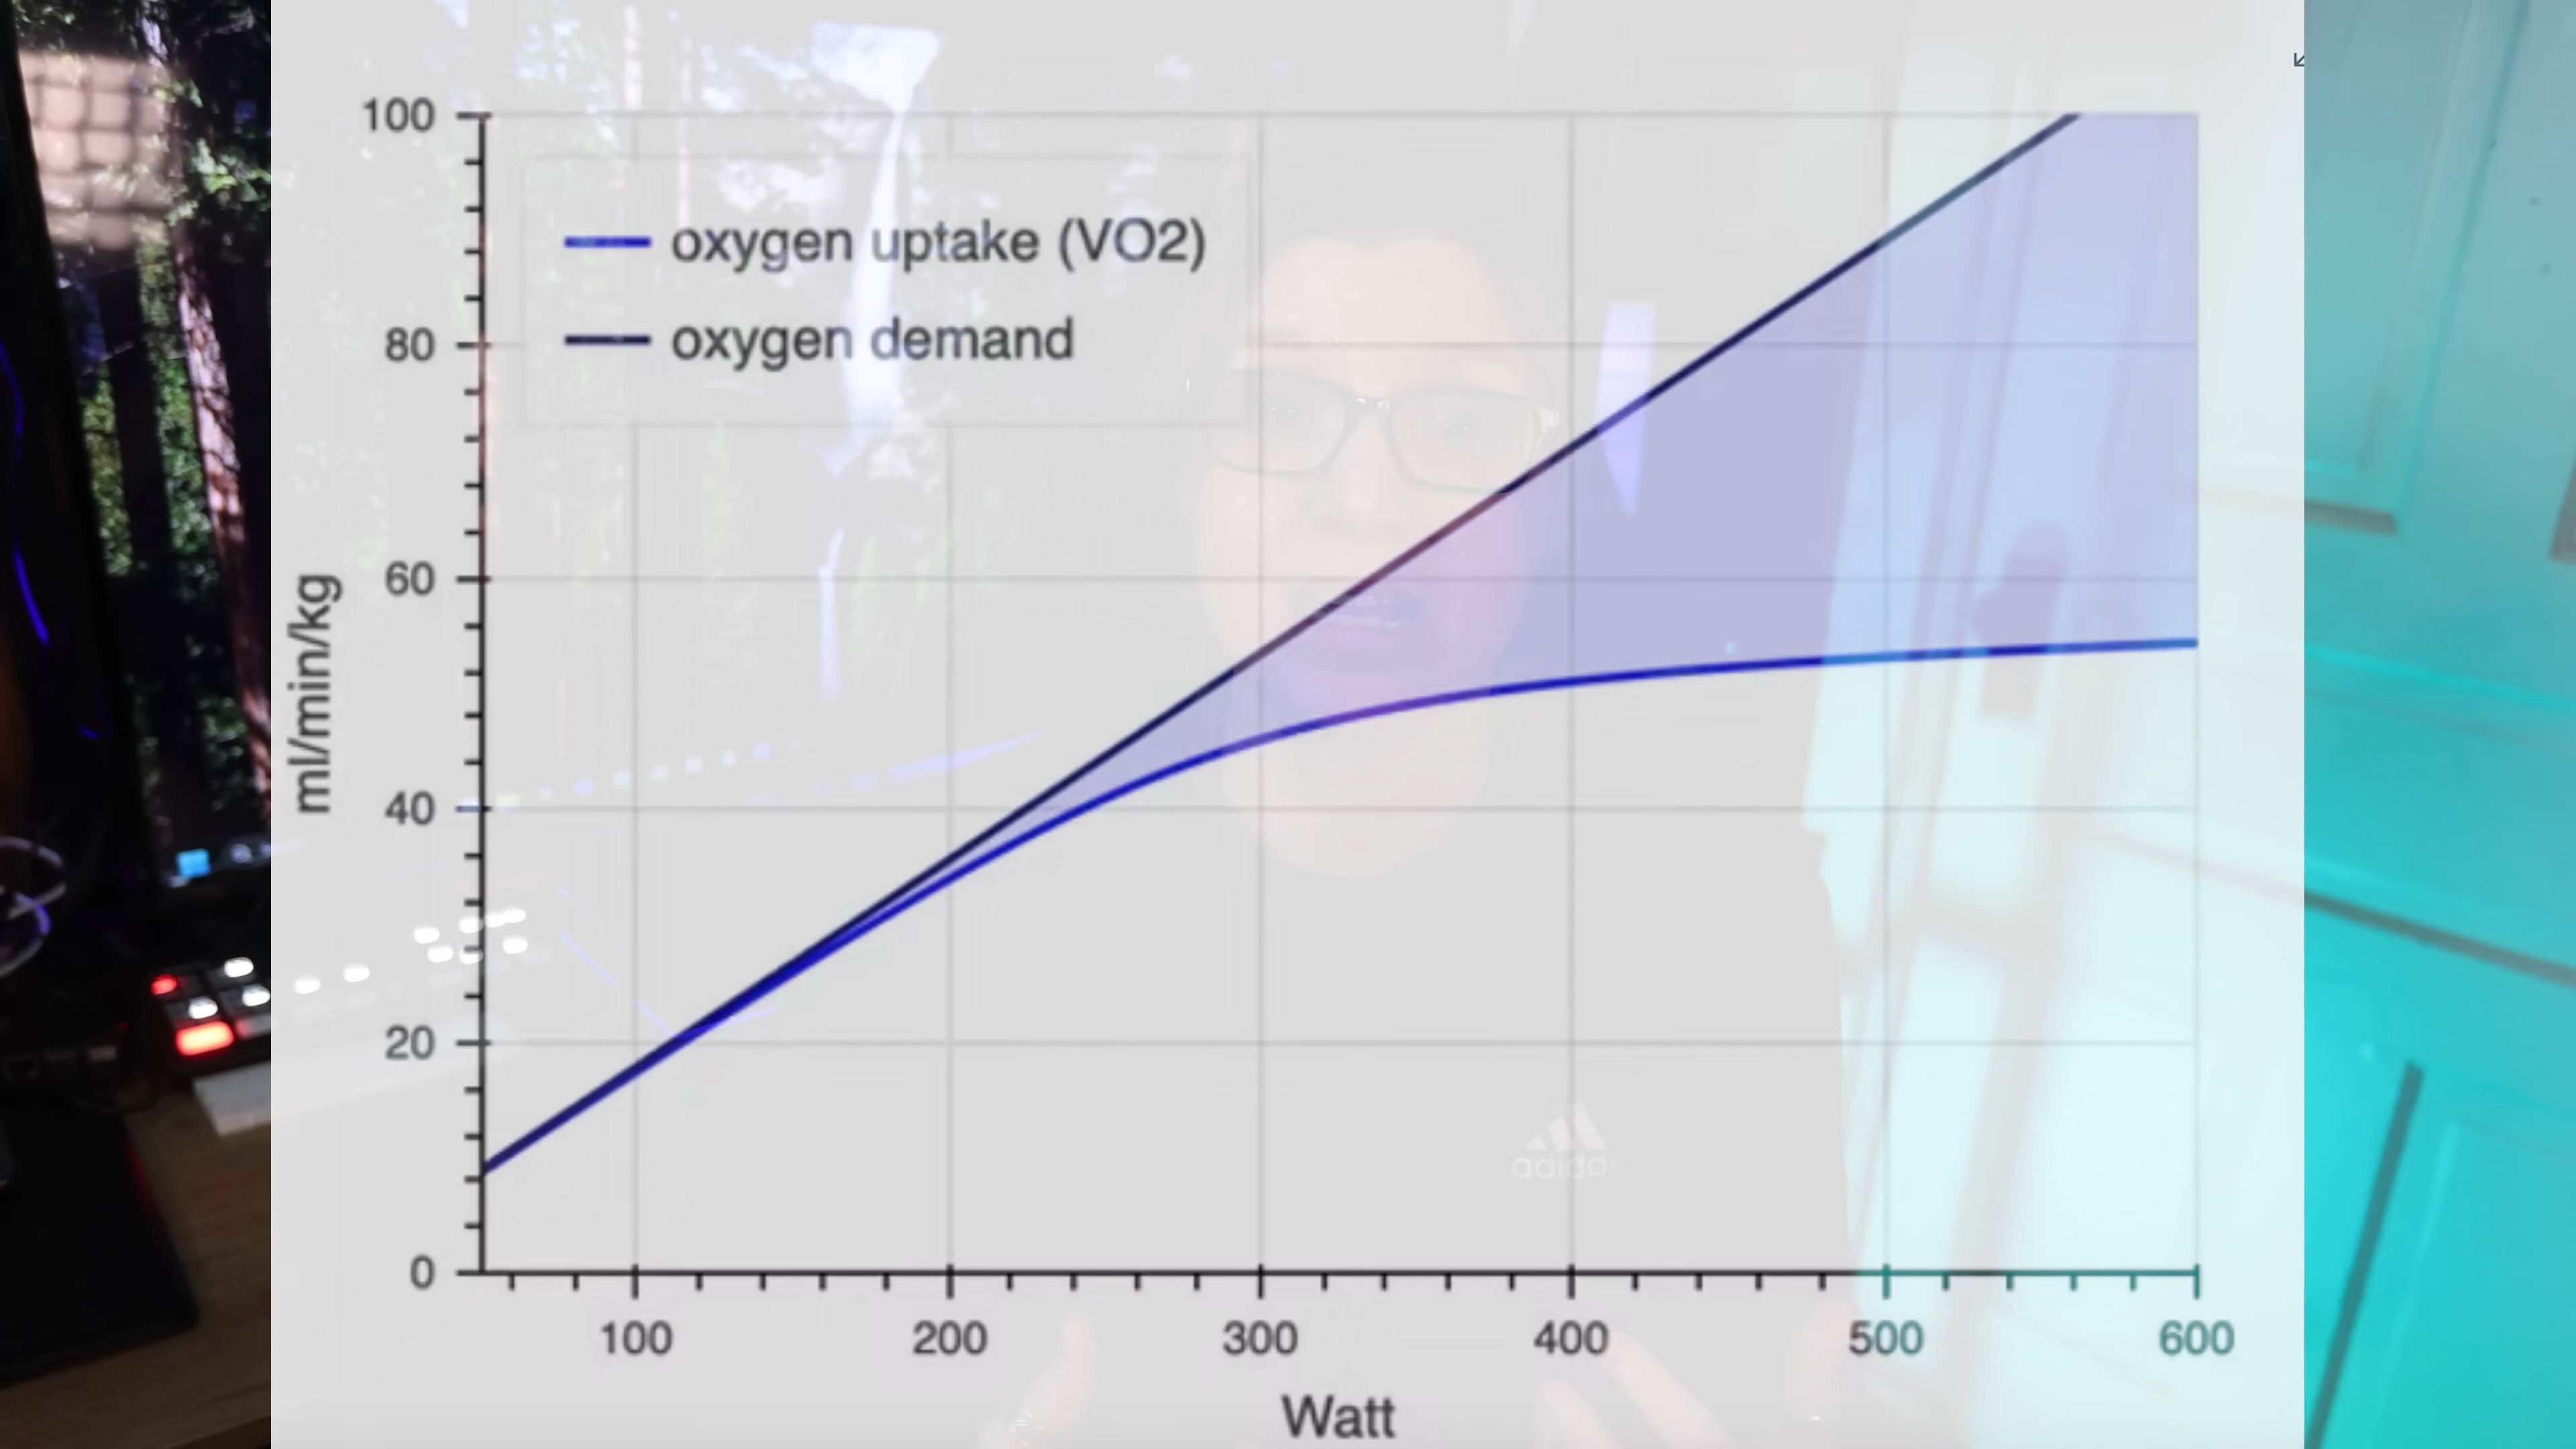 100
oxygen uptake (VO2)
oxygen demand
80
60
ml/min/kg
40
20
0
100 200 300 400 500 600
Watt
adidas